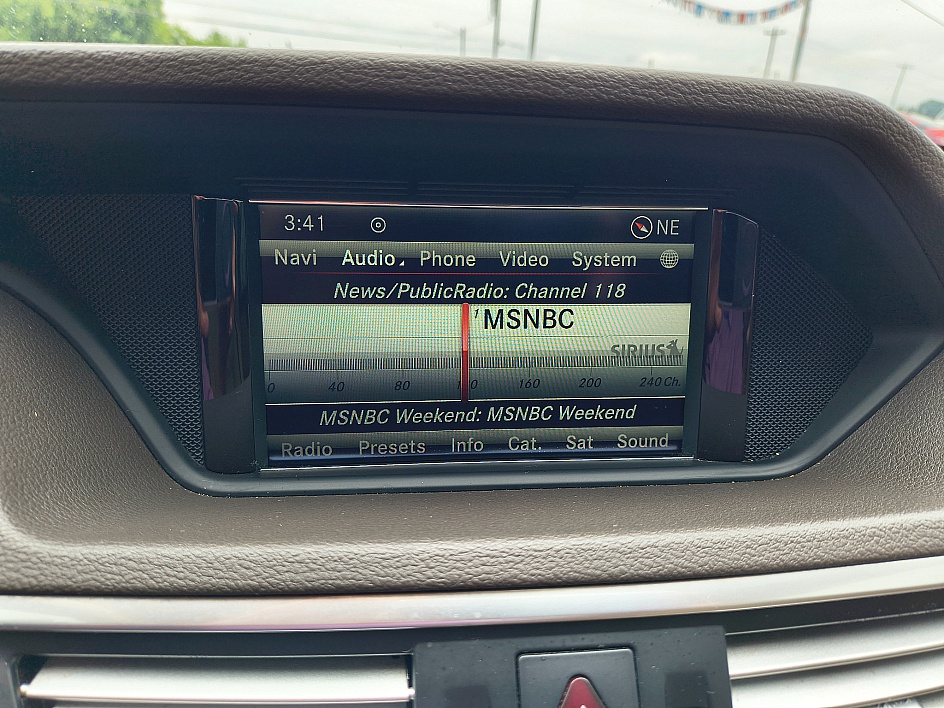 3:41 NE
Navi Audio Phone Video System
News/PublicRadio: Channel 118
1 MSNBC
SIRIUS
0 40 80 160 200 240 Ch.
MSNBC Weekend: MSNBC Weekend
Radio Presets Info Cat. Sat Sound